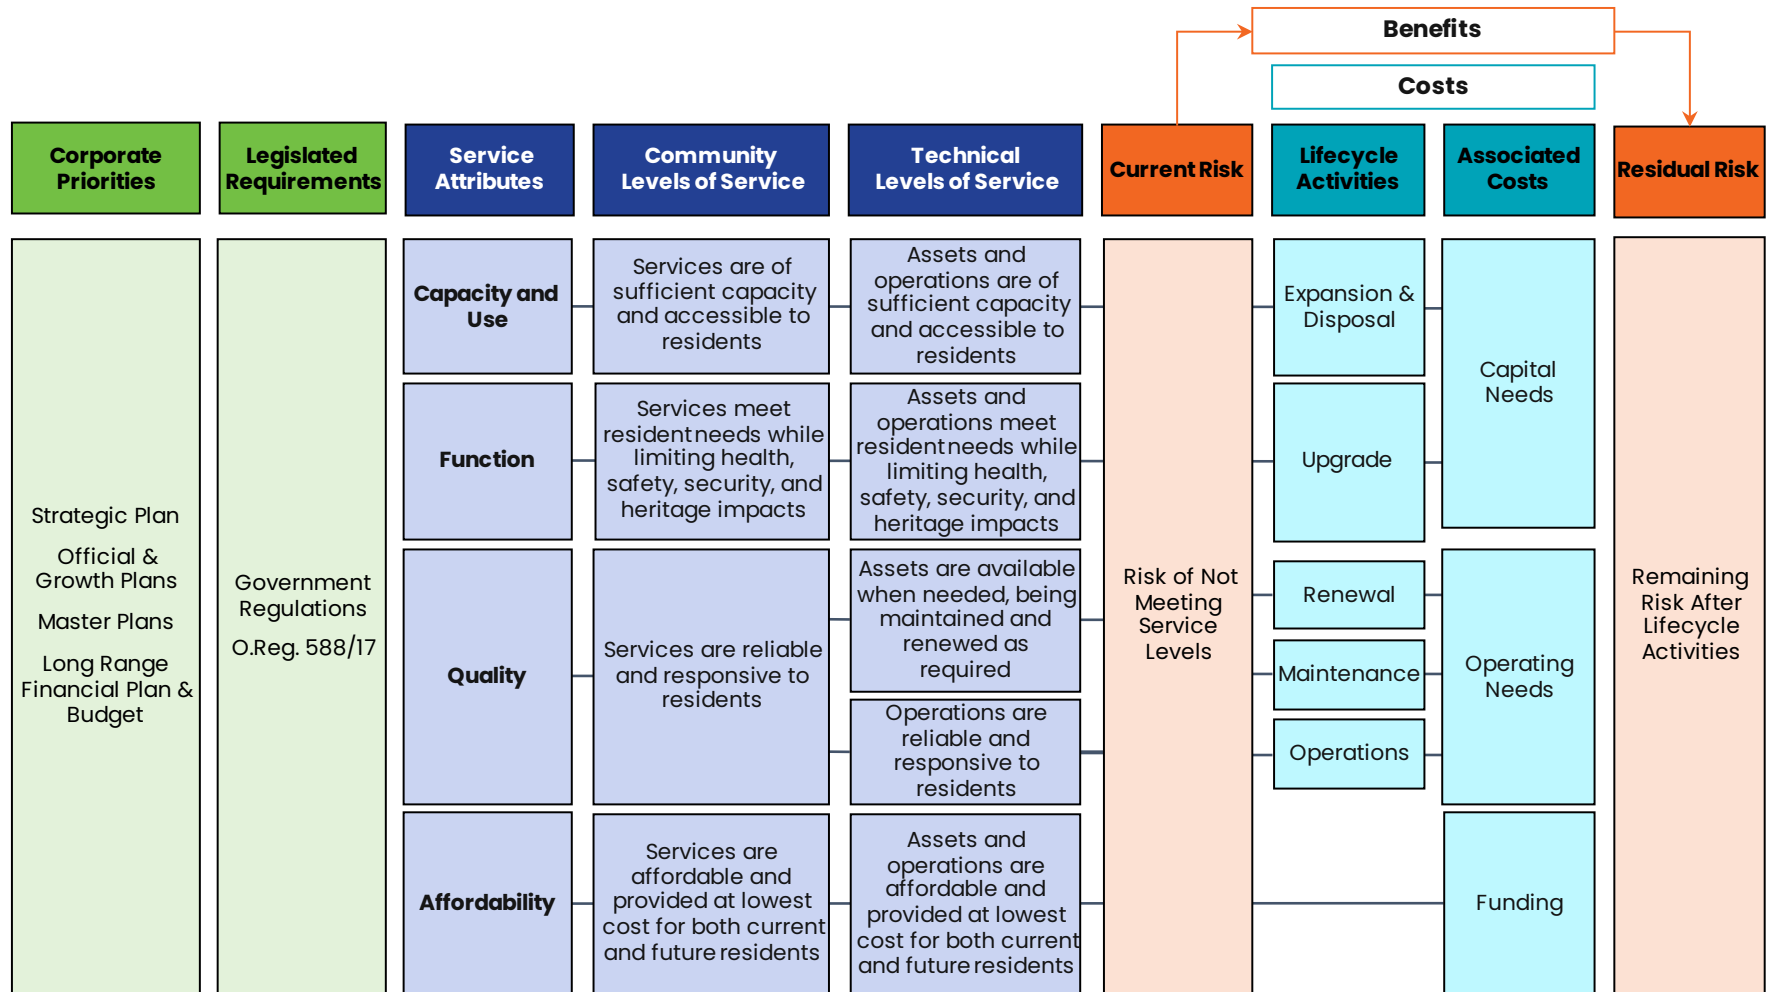 Benefits
Costs
Corporate
Priorities
Legislated
Requirements
Service
Attributes
Community
Levels of Service
Technical
Levels of Service
Current Risk
Lifecycle
Activities
Associated
Costs
Residual Risk
Strategic Plan
Official &
Growth Plans
Master Plans
Long Range
Financial Plan &
Budget
Government
Regulations
O.Reg. 588/17
Capacity and
Use
Services are of
sufficient capacity
and accessible to
residents
Assets and
operations are of
sufficient capacity
and accessible to
residents
Function
Services meet
resident needs while
limiting health,
safety, security, and
heritage impacts
Assets and
operations meet
resident needs while
limiting health,
safety, security, and
heritage impacts
Quality
Services are reliable
and responsive to
residents
Assets are available
when needed, being
maintained and
renewed as
required
Operations are
reliable and
responsive to
residents
Affordability
Services are
affordable and
provided at lowest
cost for both current
and future residents
Assets and
operations are
affordable and
provided at lowest
cost for both current
and future residents
Risk of Not
Meeting
Service
Levels
Expansion &
Disposal
Upgrade
Renewal
Maintenance
Operations
Capital
Needs
Operating
Needs
Funding
Remaining
Risk After
Lifecycle
Activities